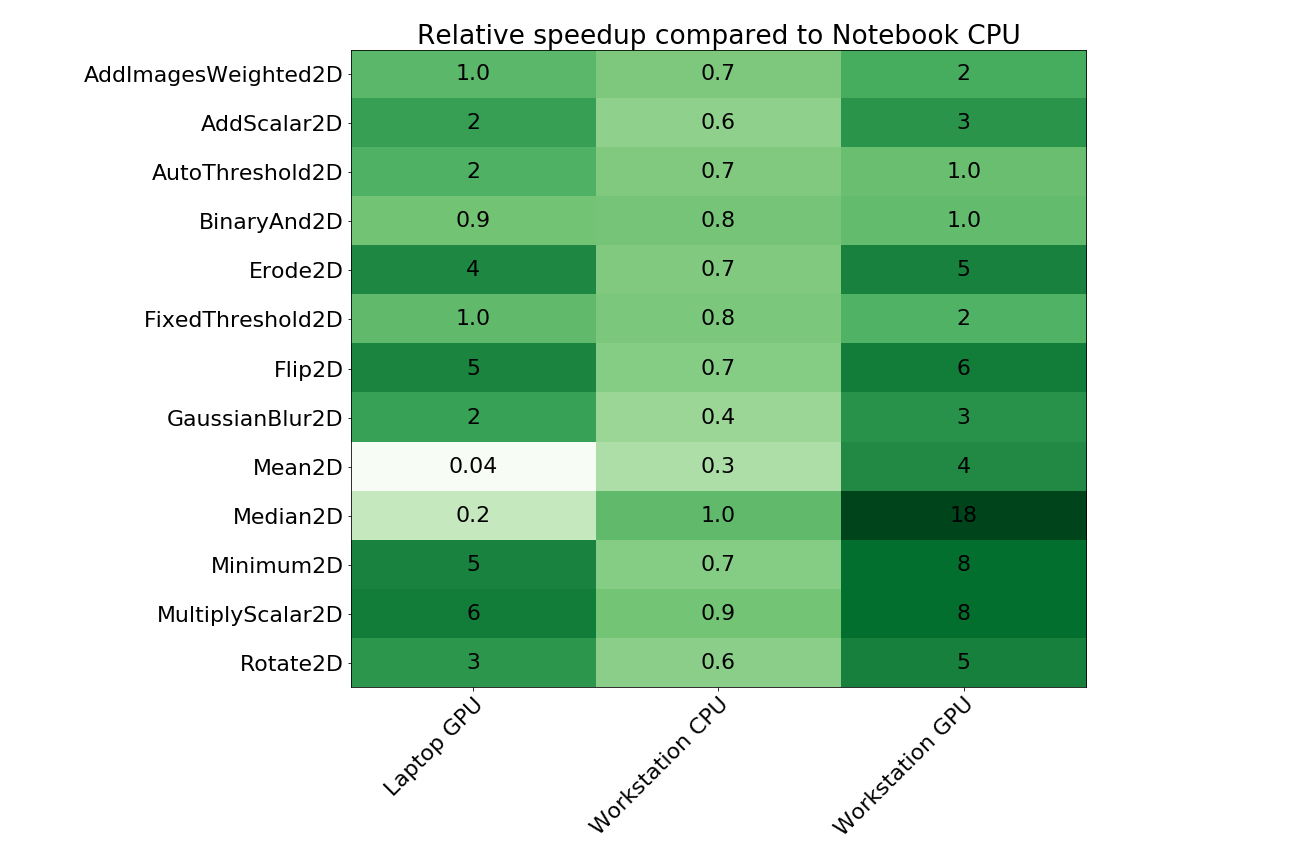 Relative speedup compared to Notebook CPU
AddImagesWeighted2D 1.0 0.7 2
AddScalar2D 2 0.6 3
AutoThreshold2D 2 0.7 1.0
BinaryAnd2D 0.9 0.8 1.0
Erode2D 4 0.7 5
FixedThreshold2D 1.0 0.8 2
Flip2D 5 0.7 6
GaussianBlur2D 2 0.4 3
Mean2D 0.04 0.3 4
Median2D 0.2 1.0 18
Minimum2D 5 0.7 8
MultiplyScalar2D 6 0.9 8
Rotate2D 3 0.6 5
Laptop GPU
Workstation CPU
Workstation GPU